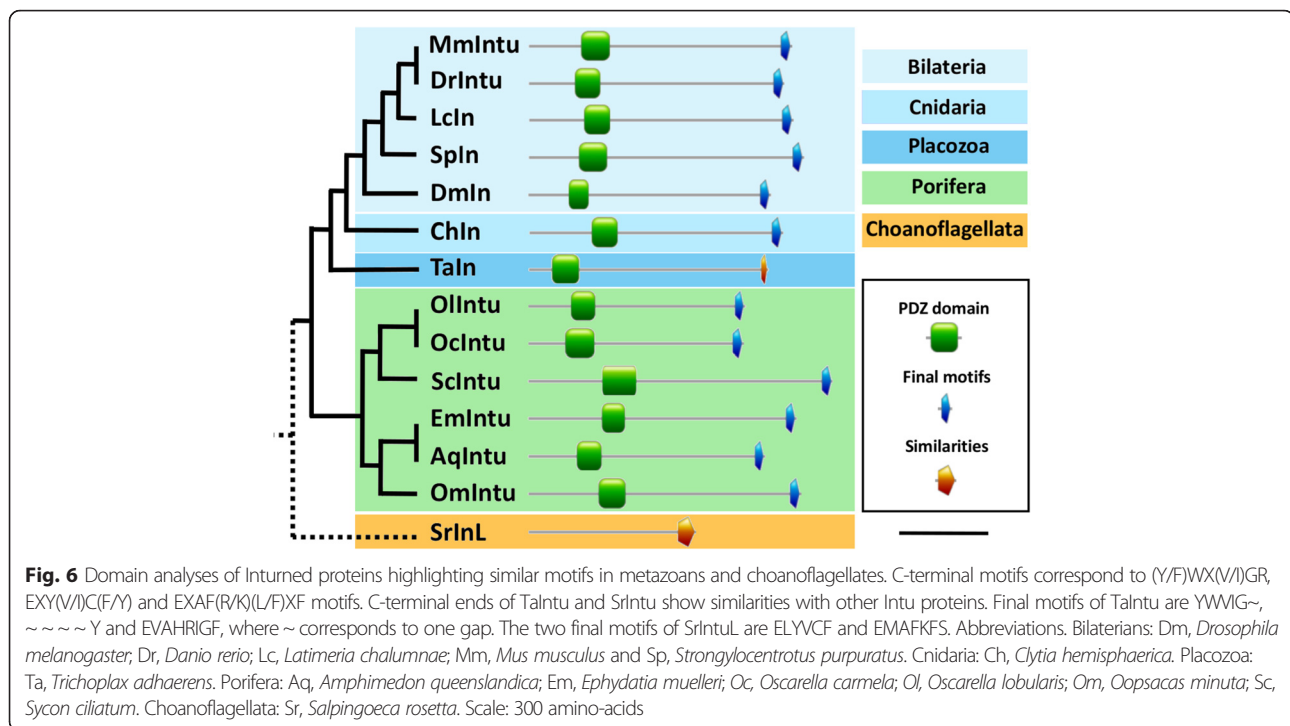 MmIntu
DrIntu
LcIn
SpIn
DmIn
ChIn
TaIn
OlIntu
OcIntu
ScIntu
EmIntu
AqIntu
OmIntu
SrInL
Bilateria
Cnidaria
Placozoa
Porifera
Choanoflagellata
PDZ domain
Final motifs
Similarities
Fig. 6 Domain analyses of Inturned proteins highlighting similar motifs in metazoans and choanoflagellates. C-terminal motifs correspond to (Y/F)WX(V/I)GR,
EXY(V/I)C(F/Y) and EXAF(R/K)(L/F)XF motifs. C-terminal ends of TaIntu and SrIntu show similarities with other Intu proteins. Final motifs of TaIntu are YWVIG~,
~ ~ ~ ~ Y and EVAHRIGF, where ~ corresponds to one gap. The two final motifs of SrIntuL are ELYVCF and EMAFKFS. Abbreviations. Bilaterians: Dm, Drosophila
melanogaster; Dr, Danio rerio; Lc, Latimeria chalumnae; Mm, Mus musculus and Sp, Strongylocentrotus purpuratus. Cnidaria: Ch, Clytia hemisphaerica. Placozoa:
Ta, Trichoplax adhaerens. Porifera: Aq, Amphimedon queenslandica; Em, Ephydatia muelleri; Oc, Oscarella carmela; Ol, Oscarella lobularis; Om, Oopsacas minuta; Sc,
Sycon ciliatum. Choanoflagellata: Sr, Salpingoeca rosetta. Scale: 300 amino-acids